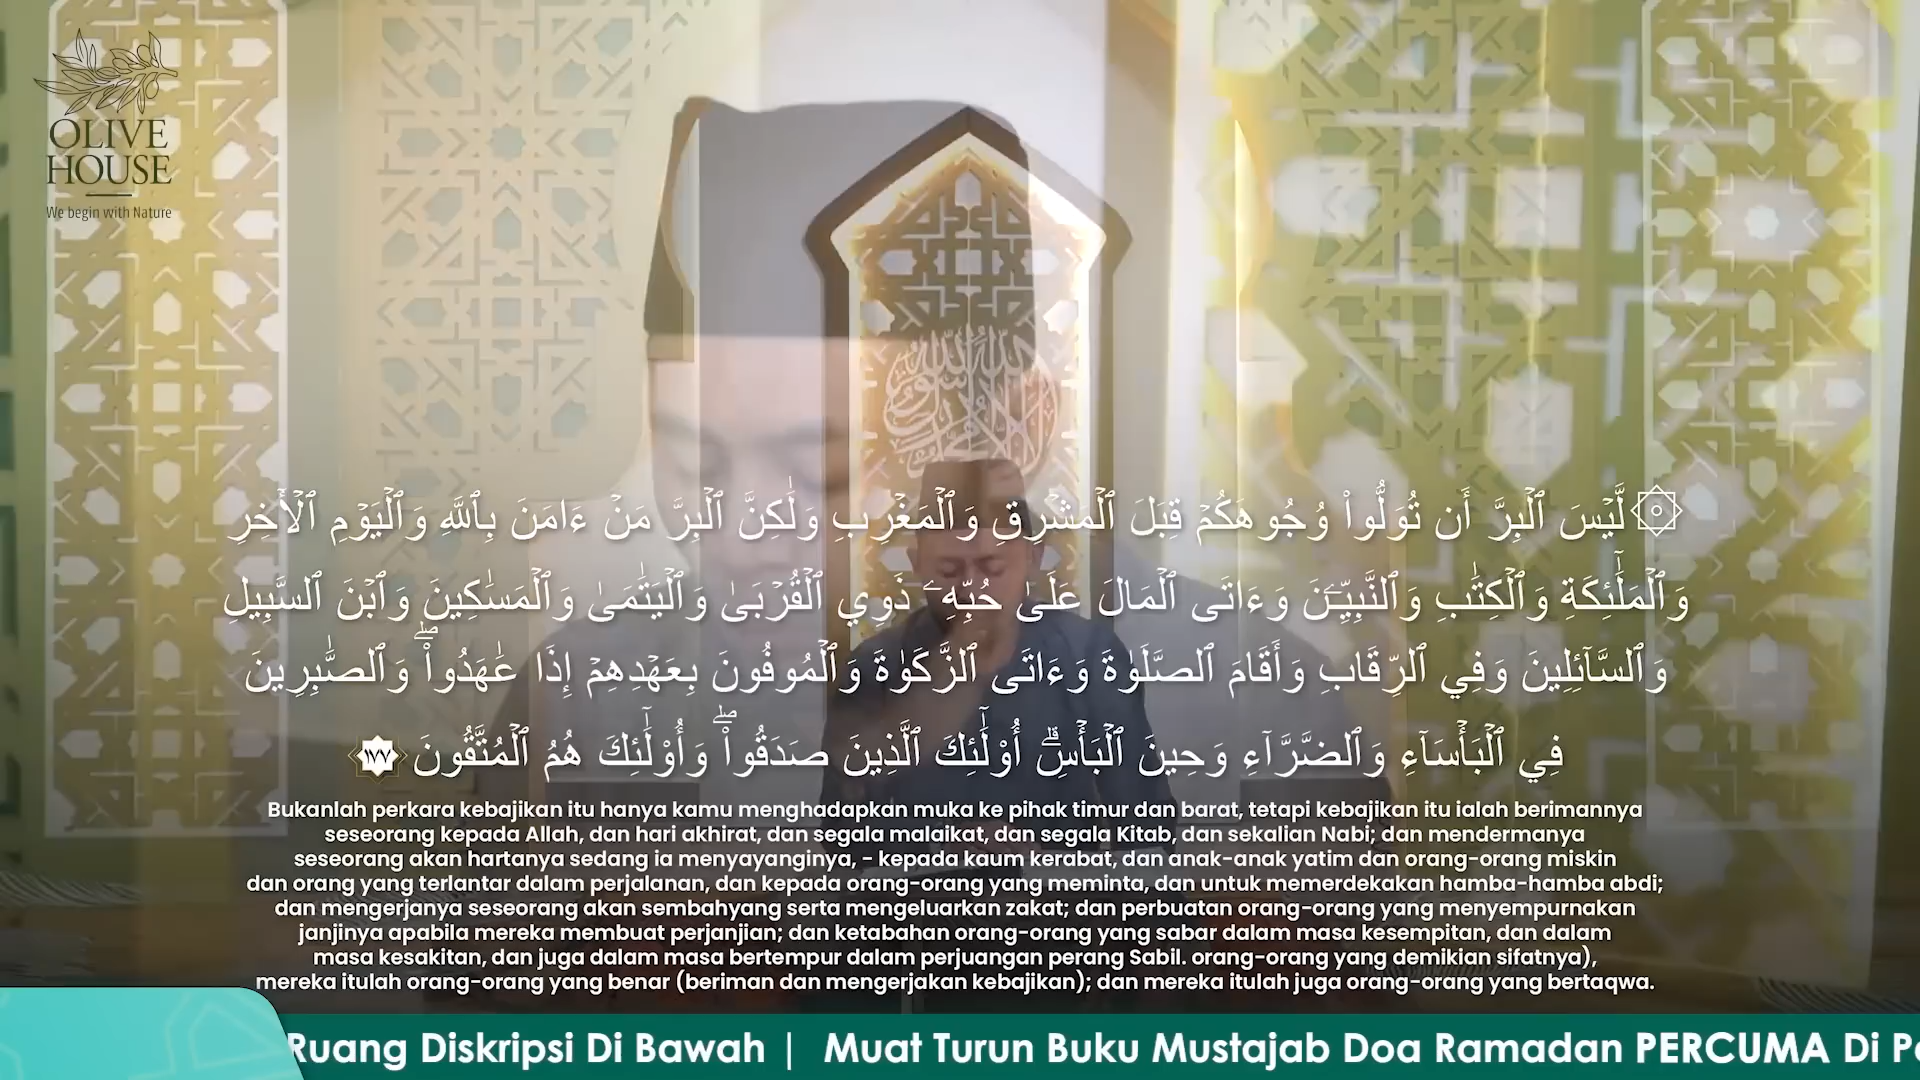 OLIVE
HOUSE
We begin with Nature
۞ لَّيْسَ ٱلْبِرَّ أَن تُوَلُّوا۟ وُجُوهَكُمْ قِبَلَ ٱلْمَشْرِقِ وَٱلْمَغْرِبِ وَلَـٰكِنَّ ٱلْبِرَّ مَنْ ءَامَنَ بِٱللَّهِ وَٱلْيَوْمِ ٱلْـَٔاخِرِ
وَٱلْمَلَـٰٓئِكَةِ وَٱلْكِتَـٰبِ وَٱلنَّبِيِّـۧنَ وَءَاتَى ٱلْمَالَ عَلَىٰ حُبِّهِۦ ذَوِي ٱلْقُرْبَىٰ وَٱلْيَتَـٰمَىٰ وَٱلْمَسَـٰكِينَ وَٱبْنَ ٱلسَّبِيلِ
وَٱلسَّآئِلِينَ وَفِي ٱلرِّقَابِ وَأَقَامَ ٱلصَّلَوٰةَ وَءَاتَى ٱلزَّكَوٰةَ وَٱلْمُوفُونَ بِعَهْدِهِمْ إِذَا عَـٰهَدُوا۟ۖ وَٱلصَّـٰبِرِينَ
فِي ٱلْبَأْسَآءِ وَٱلضَّرَّآءِ وَحِينَ ٱلْبَأْسِۗ أُو۟لَـٰٓئِكَ ٱلَّذِينَ صَدَقُوا۟ۖ وَأُو۟لَـٰٓئِكَ هُمُ ٱلْمُتَّقُونَ ١٧٧
Bukanlah perkara kebajikan itu hanya kamu menghadapkan muka ke pihak timur dan barat, tetapi kebajikan itu ialah berimannya
seseorang kepada Allah, dan hari akhirat, dan segala malaikat, dan segala Kitab, dan sekalian Nabi; dan mendermanya
seseorang akan hartanya sedang ia menyayanginya, - kepada kaum kerabat, dan anak-anak yatim dan orang-orang miskin
dan orang yang terlantar dalam perjalanan, dan kepada orang-orang yang meminta, dan untuk memerdekakan hamba-hamba abdi;
dan mengerjanya seseorang akan sembahyang serta mengeluarkan zakat; dan perbuatan orang-orang yang menyempurnakan
janjinya apabila mereka membuat perjanjian; dan ketabahan orang-orang yang sabar dalam masa kesempitan, dan dalam
masa kesakitan, dan juga dalam masa bertempur dalam perjuangan perang Sabil. orang-orang yang demikian sifatnya),
mereka itulah orang-orang yang benar (beriman dan mengerjakan kebajikan); dan mereka itulah juga orang-orang yang bertaqwa.
Ruang Diskripsi Di Bawah | Muat Turun Buku Mustajab Doa Ramadan PERCUMA Di